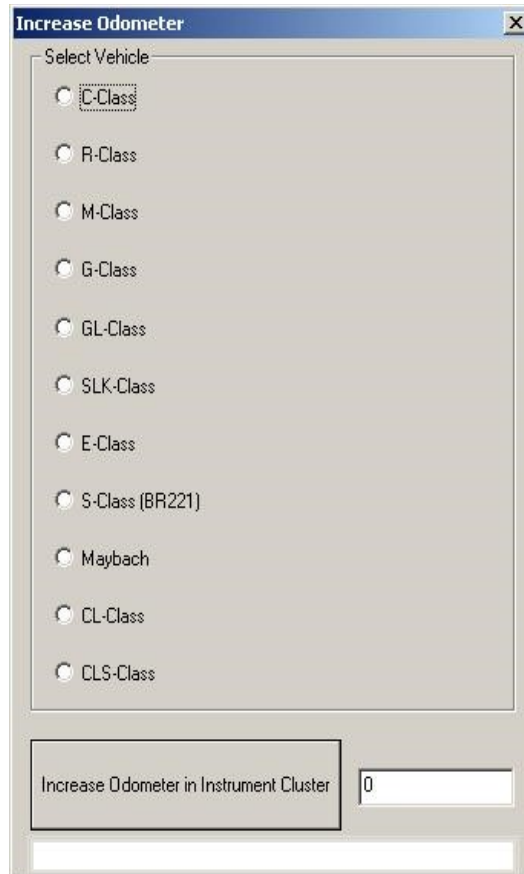 Increase Odometer
Select Vehicle
C-Class
R-Class
M-Class
G-Class
GL-Class
SLK-Class
E-Class
S-Class (BR221)
Maybach
CL-Class
CLS-Class
Increase Odometer in Instrument Cluster
0